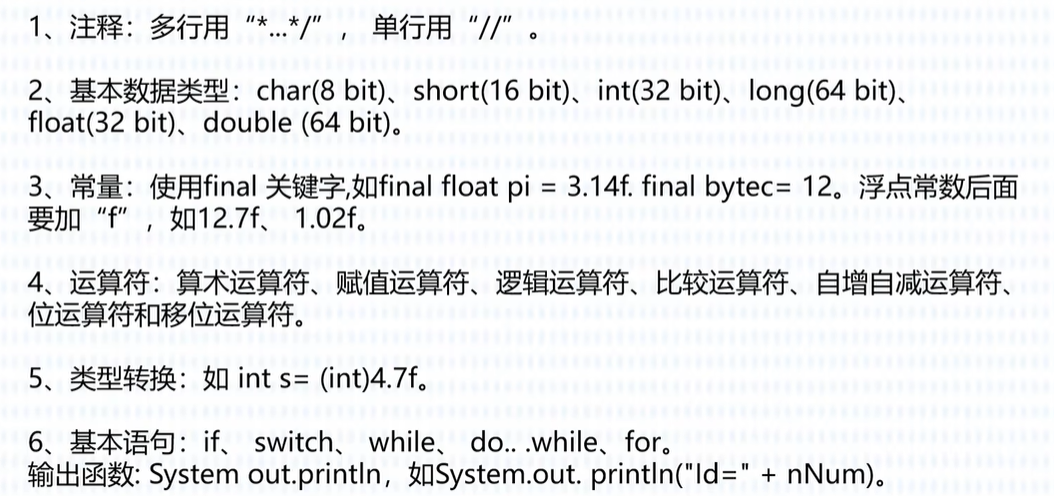 1、注释：多行用“*... */”，单行用“//”。
2、基本数据类型：char(8 bit)、short(16 bit)、int(32 bit)、long(64 bit)、
float(32 bit)、double (64 bit)。
3、常量：使用final 关键字,如final float pi = 3.14f. final bytec= 12。浮点常数后面
要加“f”，如12.7f、1.02f。
4、运算符：算术运算符、赋值运算符、逻辑运算符、比较运算符、自增自减运算符、
位运算符和移位运算符。
5、类型转换：如 int s= (int)4.7f。
6、基本语句：if、switch、while、do…while、for。
输出函数: System out.println，如System.out. println("Id=" + nNum)。